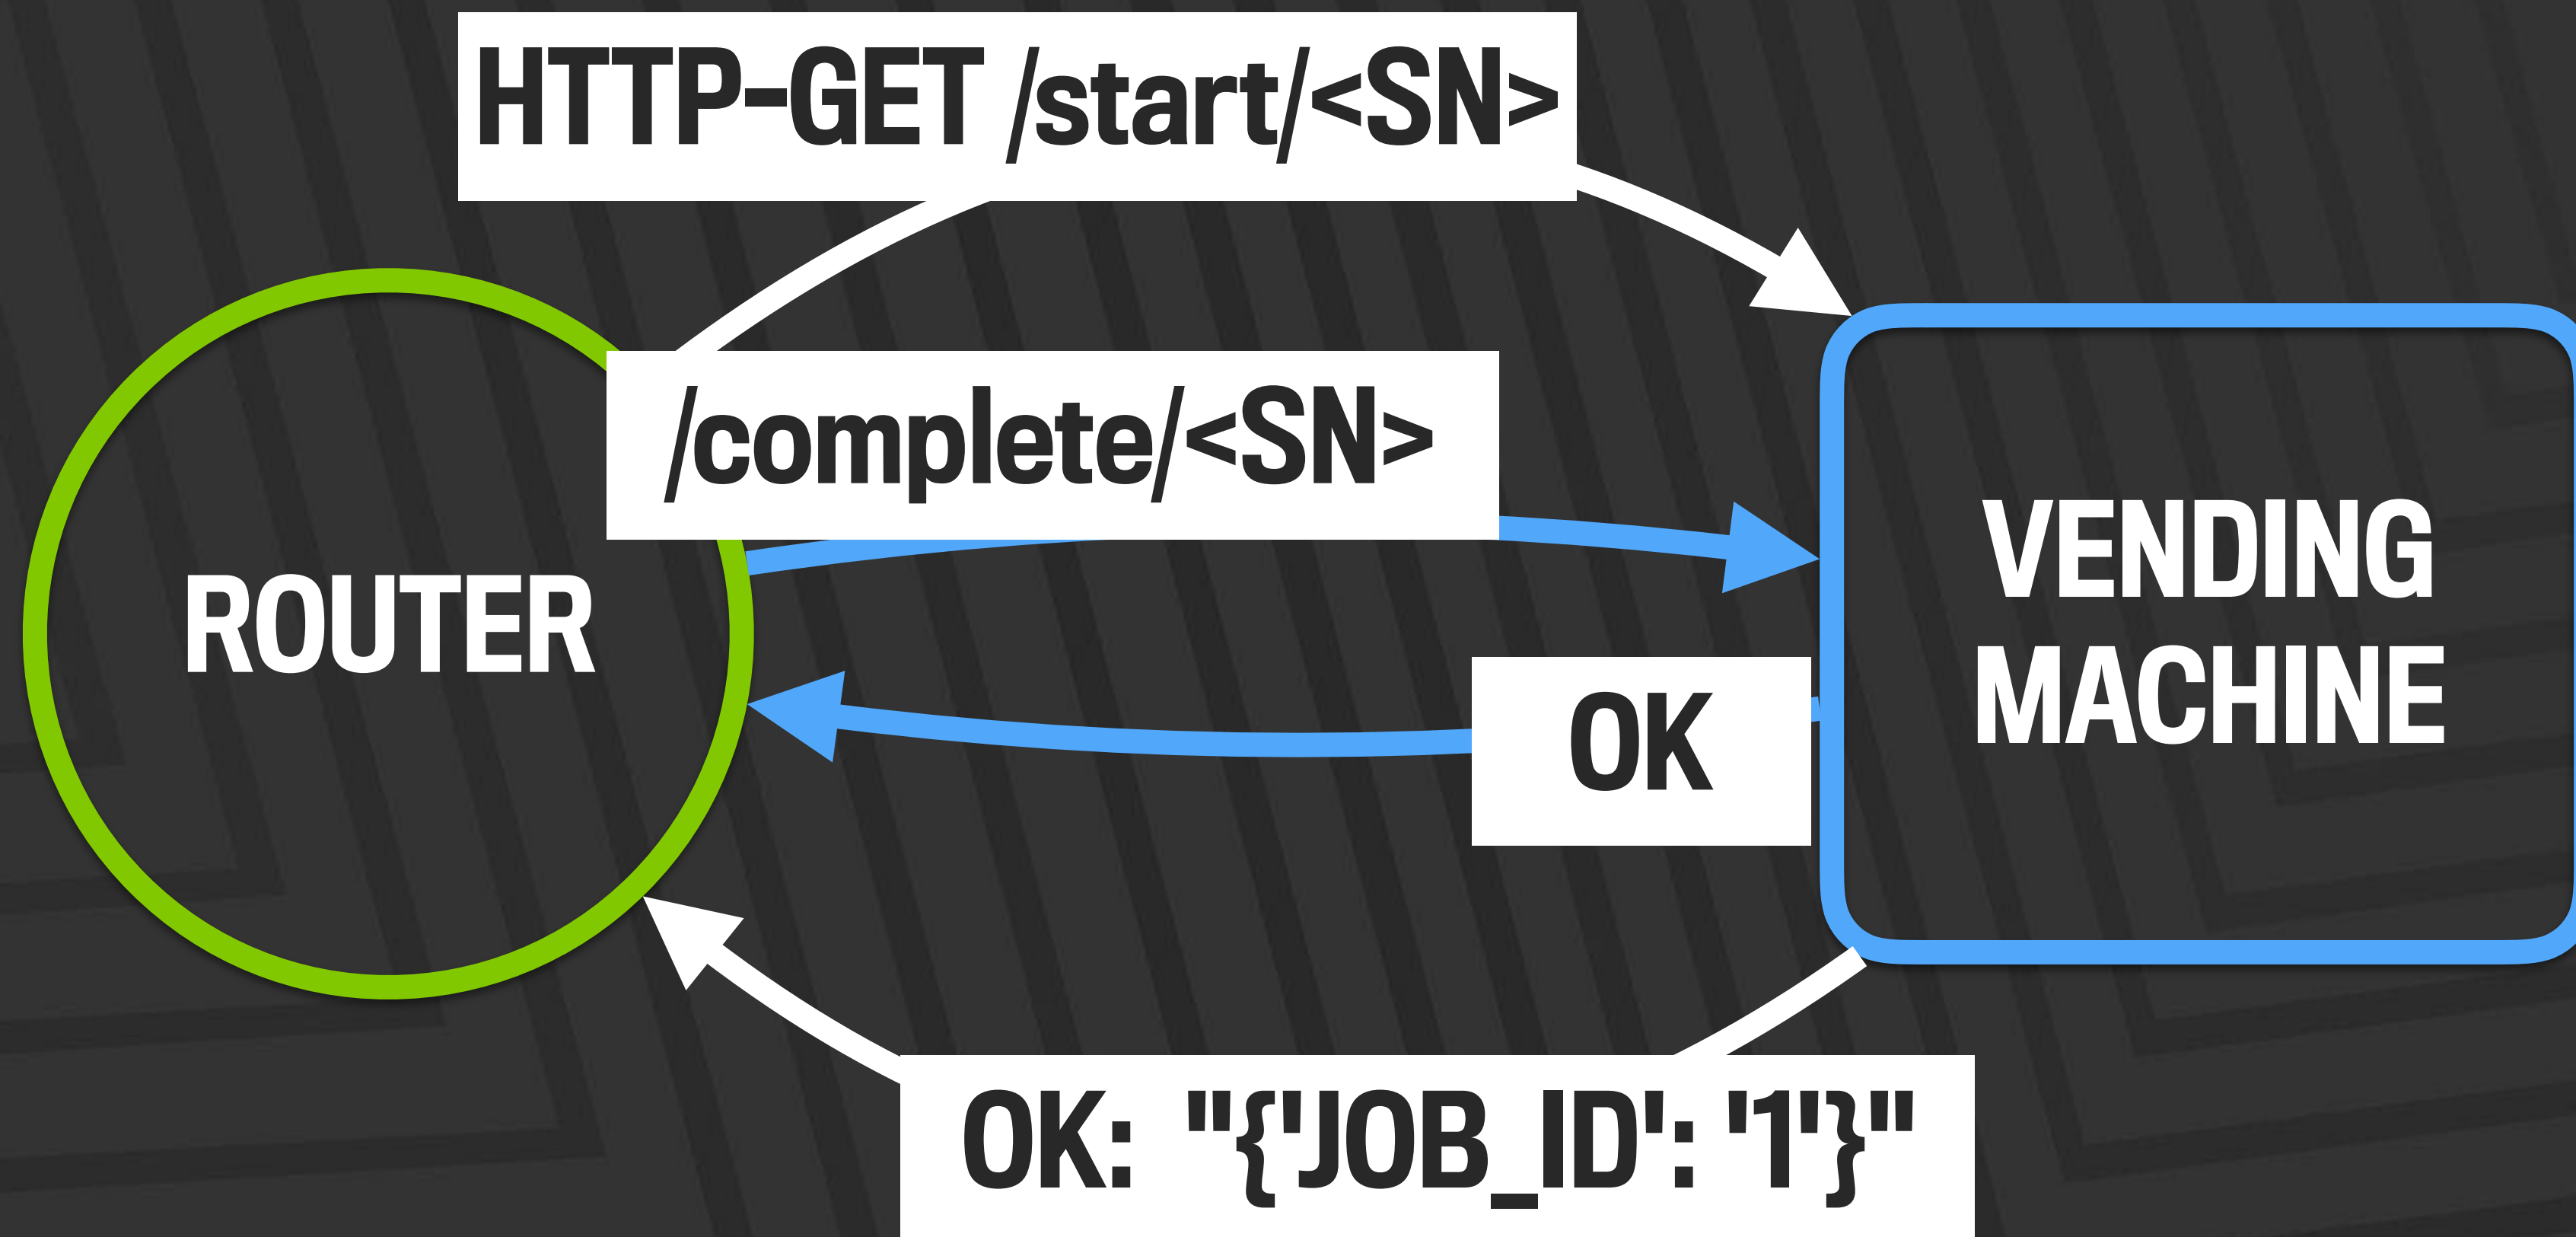 HTTP-GET /start/<SN>
/complete/<SN>
ROUTER
VENDING
MACHINE
OK
OK: "{'JOB_ID': '1'}"